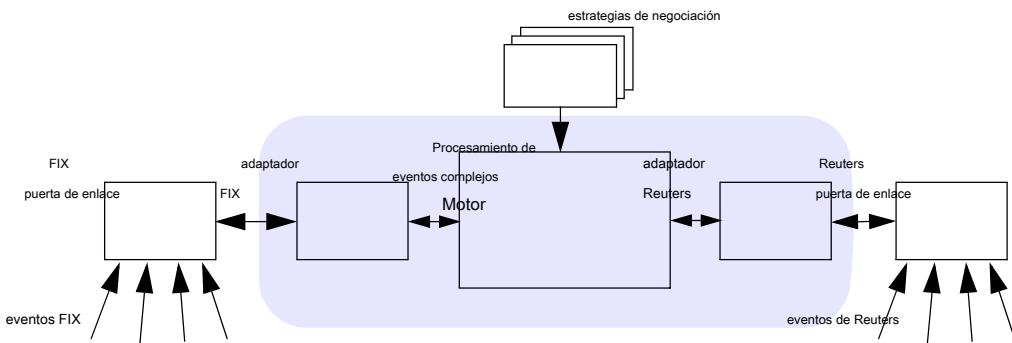 estrategias de negociación
Procesamiento de
eventos complejos
Motor
FIX
puerta de enlace
adaptador
FIX
adaptador
Reuters
Reuters
puerta de enlace
eventos FIX
eventos de Reuters